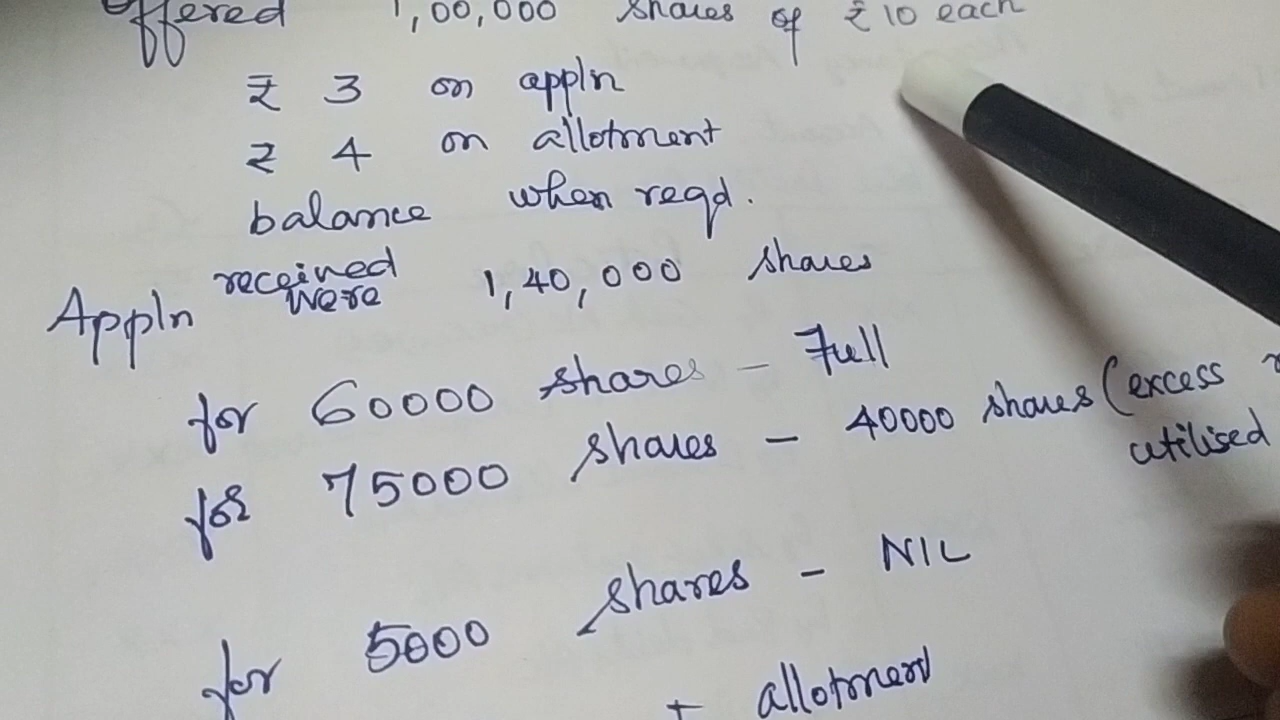 offered 1,00,000 shares of ₹10 each
₹ 3 on appln
₹ 4 on allotment
balance when reqd.
Appln received were 1,40,000 shares
for 60000 shares - Full
for 75000 shares - 40000 shares (excess
utilised
for 5000 shares - NIL
allotment